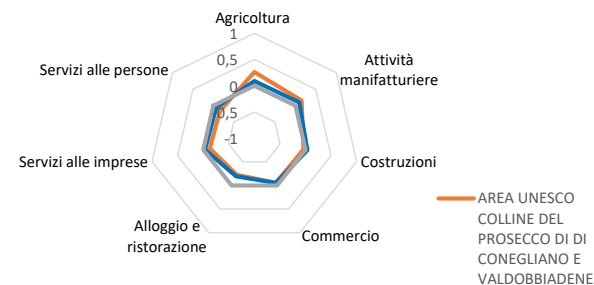 Agricoltura
1
0,5
0
0,5
-1
Attività
manifatturiere
Costruzioni
Commercio
Alloggio e
ristorazione
Servizi alle imprese
Servizi alle persone
AREA UNESCO
COLLINE DEL
PROSECCO DI DI
CONEGLIANO E
VALDOBBIADENE